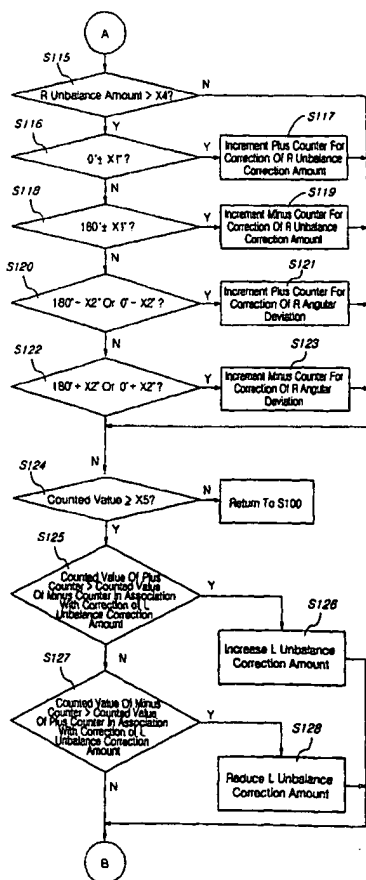 A
S115
R Unbalance Amount > X4?
N
Y
S116
0°± X1°?
Y
S117
Increment Plus Counter For
Correction Of R Unbalance
Correction Amount
N
S118
180°± X1°?
Y
S119
Increment Minus Counter For
Correction Of R Unbalance
Correction Amount
N
S120
180° - X2° Or 0° - X2°?
Y
S121
Increment Plus Counter For
Correction Of R Angular
Deviation
N
S122
180° + X2° Or 0° + X2°?
Y
S123
Increment Minus Counter For
Correction Of R Angular
Deviation
N
S124
Counted Value ≧ X5?
N
Return To S100
Y
S125
Counted Value Of Plus
Counter > Counted Value
Of Minus Counter In Association
With Correction of L
Unbalance Correction
Amount
Y
S126
Increase L Unbalance
Correction Amount
N
S127
Counted Value Of Minus
Counter > Counted Value
Of Plus Counter In Association
With Correction of L
Unbalance Correction
Amount
Y
S128
Reduce L Unbalance
Correction Amount
N
B